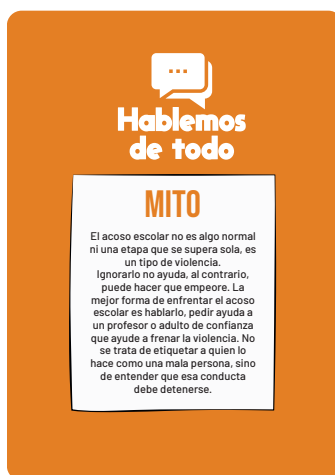 Hablemos
de todo
MITO
El acoso escolar no es algo normal
ni una etapa que se supera sola, es
un tipo de violencia.
Ignorarlo no ayuda, al contrario,
puede hacer que empeore. La
mejor forma de enfrentar el acoso
escolar es hablarlo, pedir ayuda a
un profesor o adulto de confianza
que ayude a frenar la violencia. No
se trata de etiquetar a quien lo
hace como una mala persona, sino
de entender que esa conducta
debe detenerse.